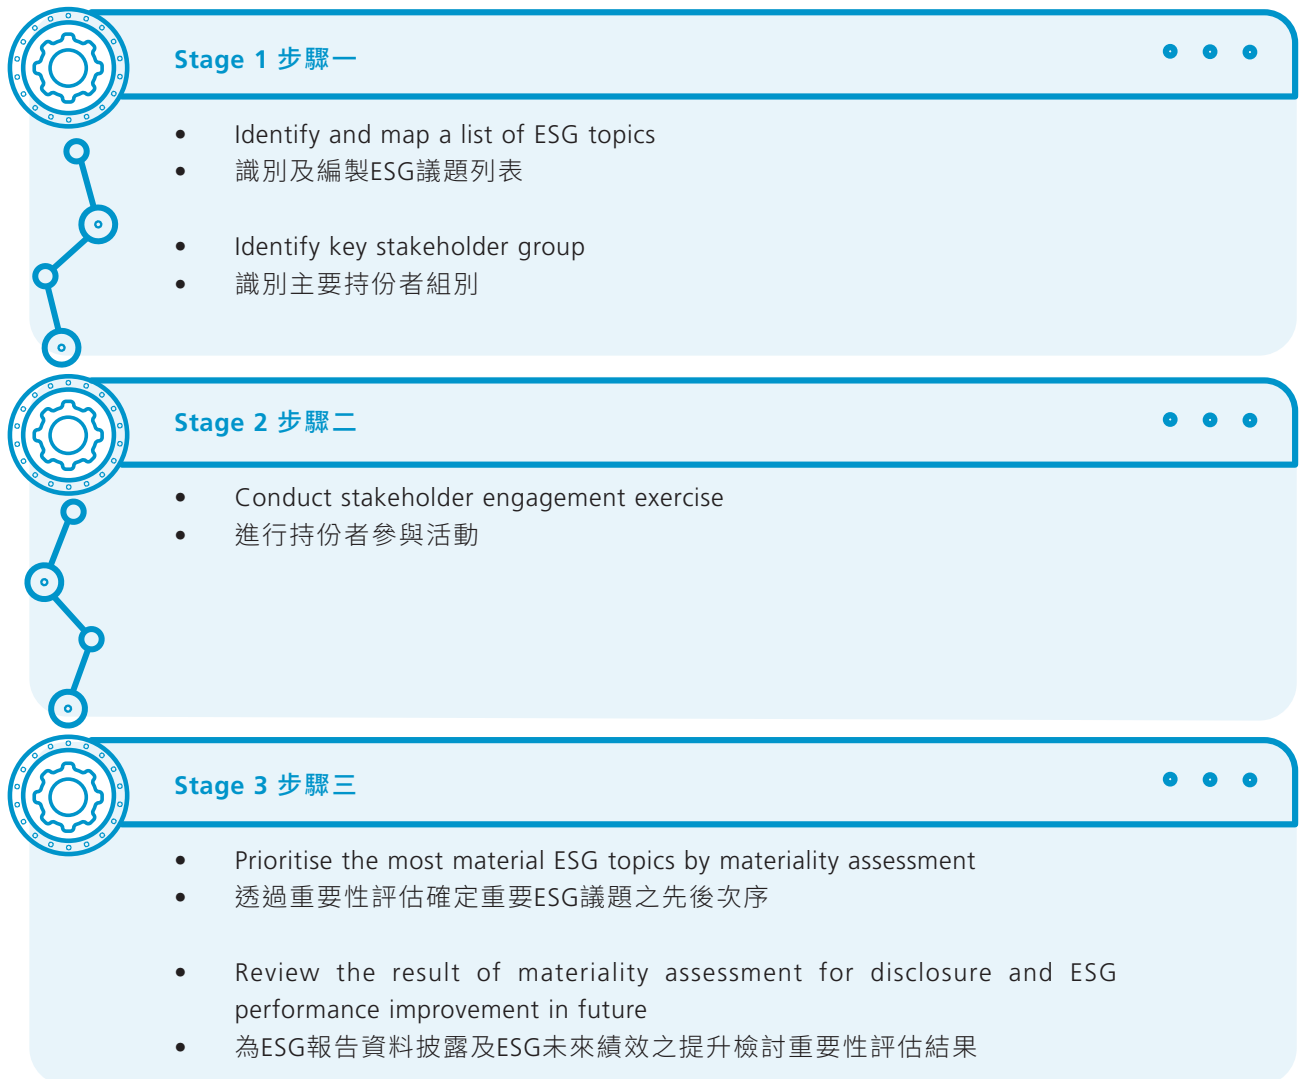 Stage 1 步驟一
• Identify and map a list of ESG topics
• 識別及編製ESG議題列表
• Identify key stakeholder group
• 識別主要持份者組別
Stage 2 步驟二
• Conduct stakeholder engagement exercise
• 進行持份者參與活動
Stage 3 步驟三
• Prioritise the most material ESG topics by materiality assessment
• 透過重要性評估確定重要ESG議題之先後次序
• Review the result of materiality assessment for disclosure and ESG
performance improvement in future
• 為ESG報告資料披露及ESG未來績效之提升檢討重要性評估結果